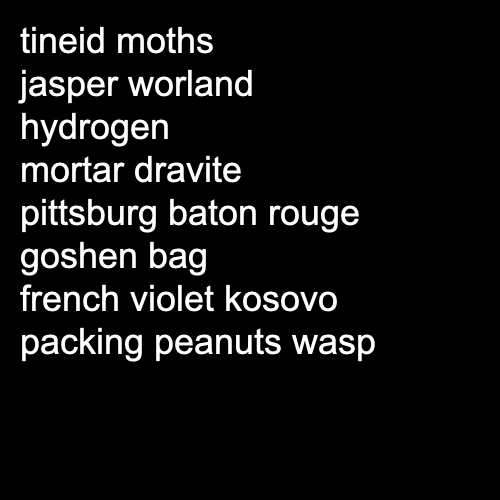 tineid moths
jasper worland
hydrogen
mortar dravite
pittsburg baton rouge
goshen bag
french violet kosovo
packing peanuts wasp